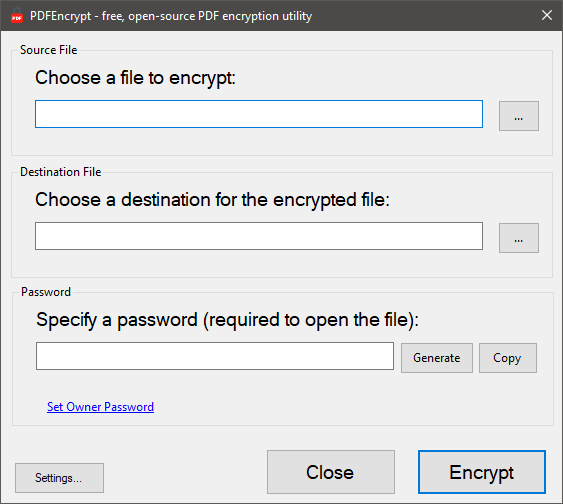 PDF
PDFEncrypt - free, open-source PDF encryption utility
Source File
Choose a file to encrypt:
...
Destination File
Choose a destination for the encrypted file:
...
Password
Specify a password (required to open the file):
Generate
Copy
Set Owner Password
Settings...
Close
Encrypt